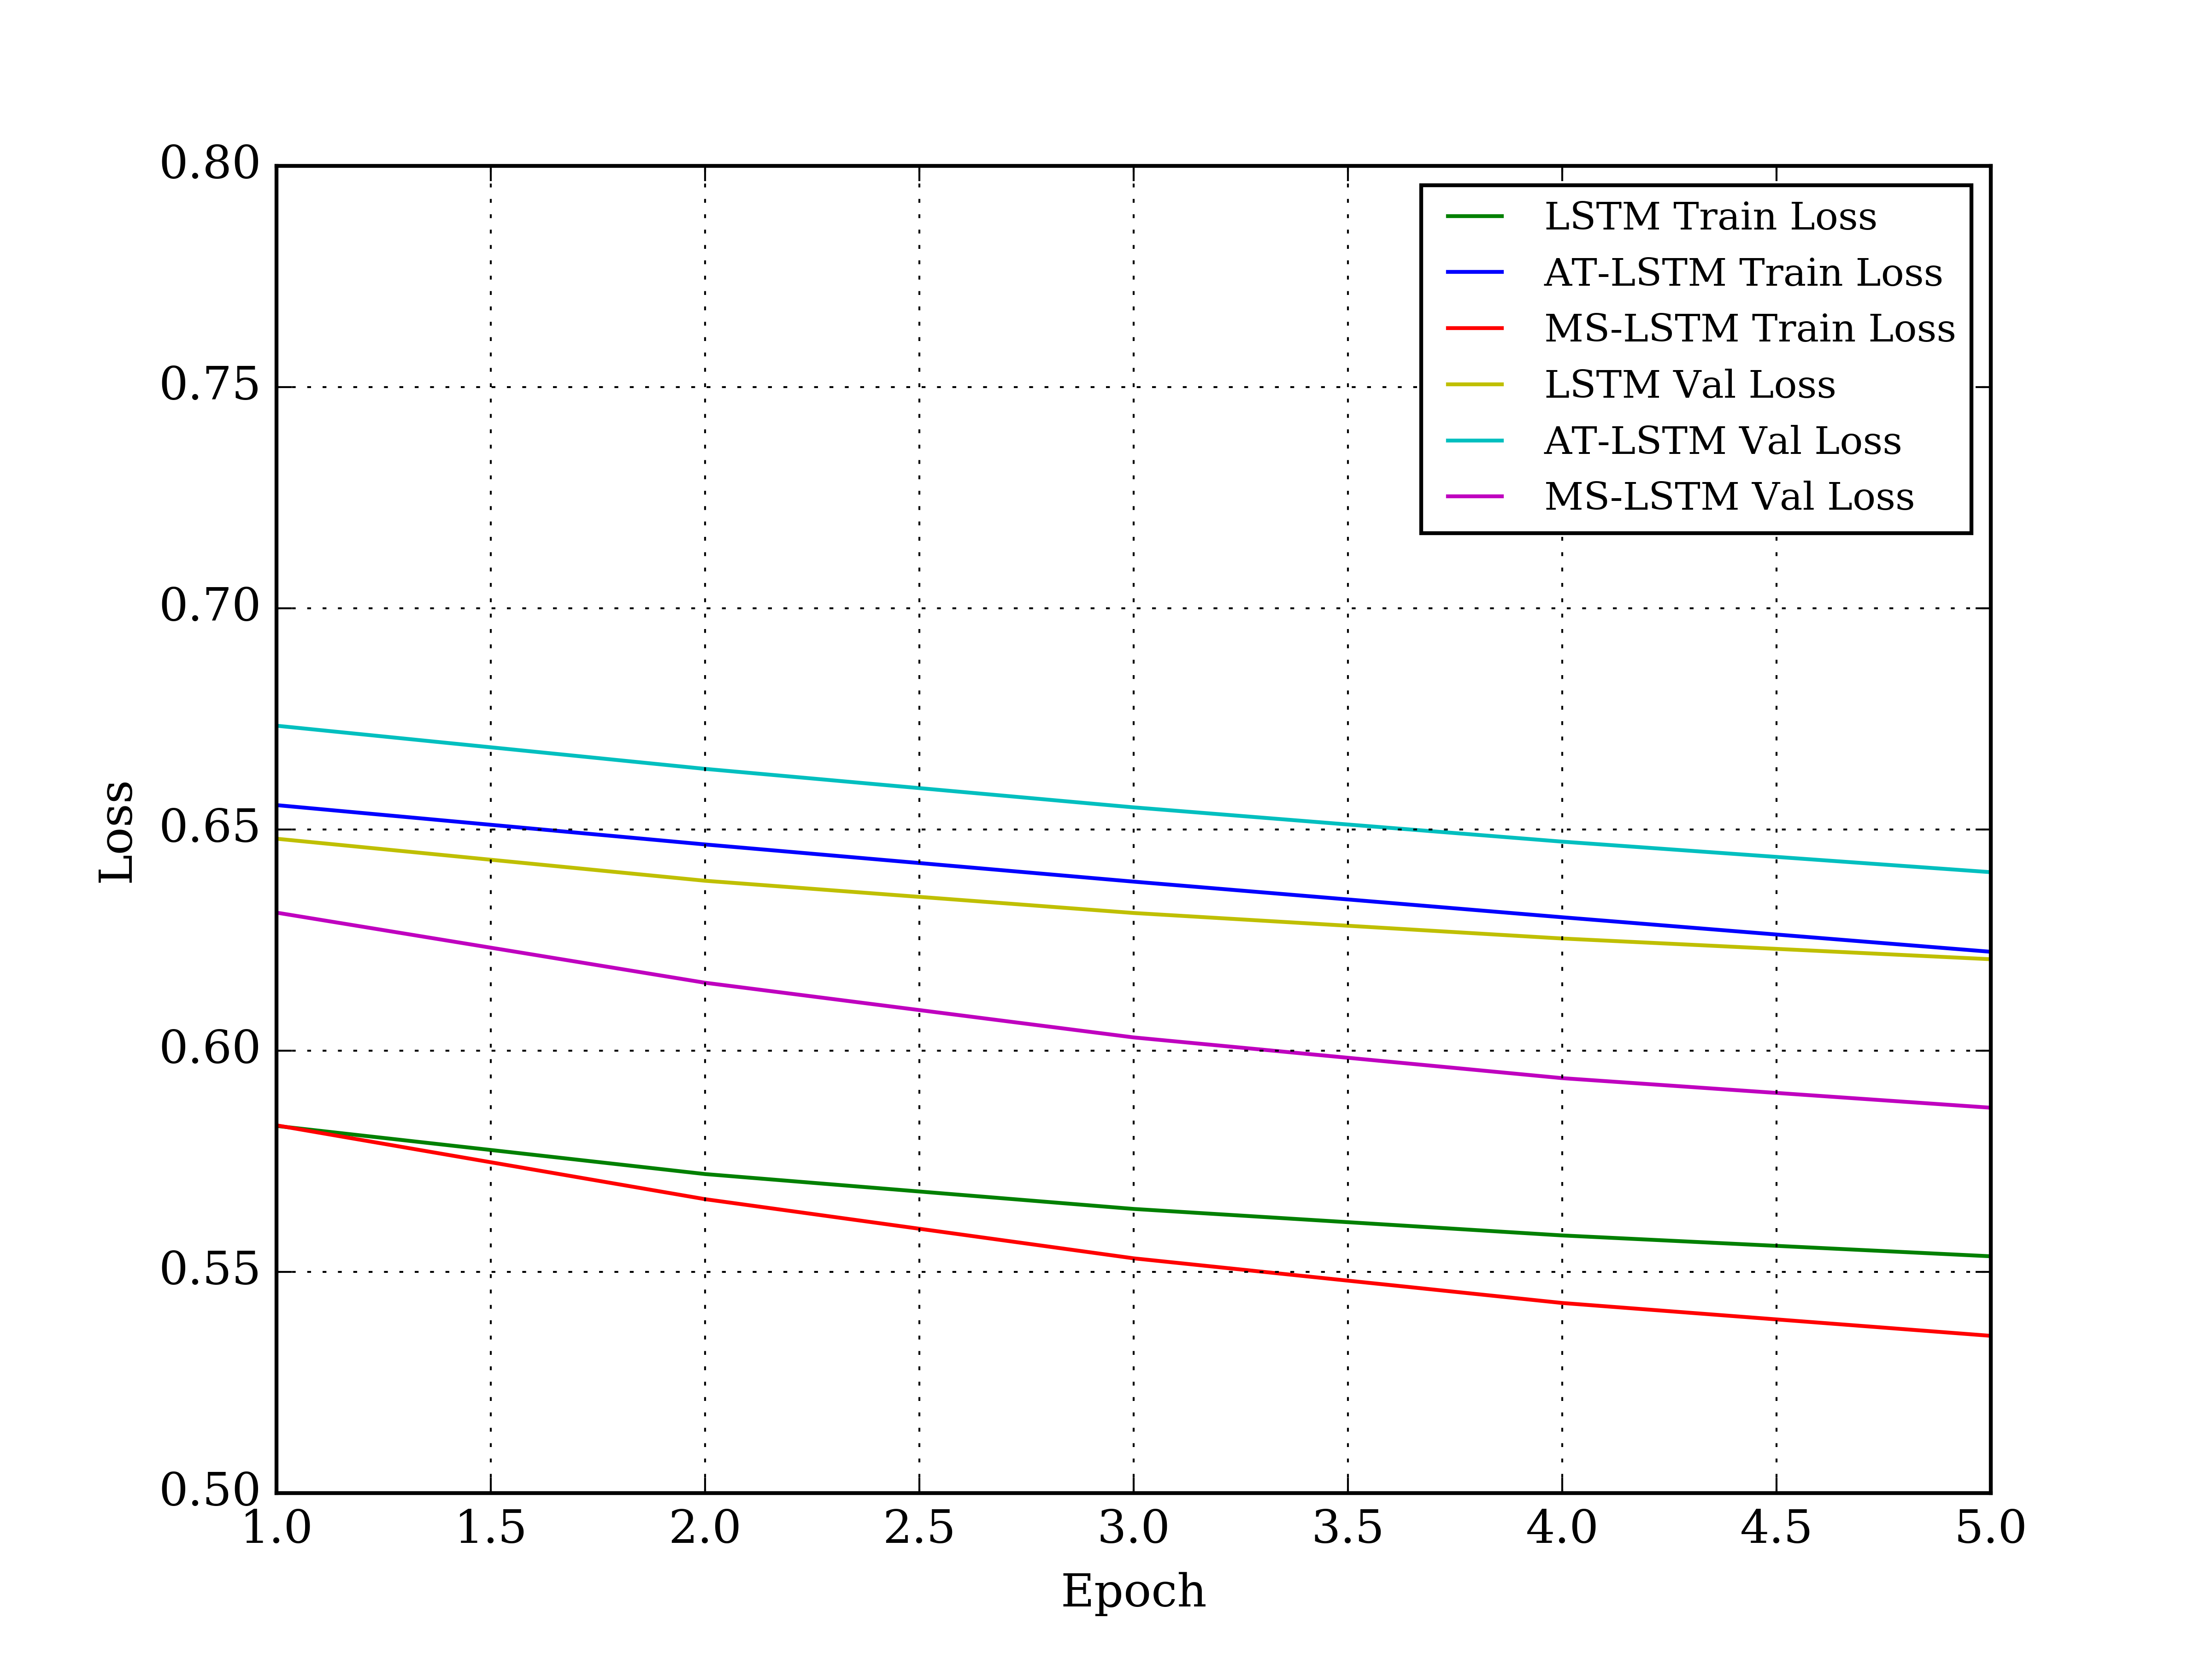 0.80
0.75
0.70
0.65
0.60
0.55
0.50
Loss
LSTM Train Loss
AT-LSTM Train Loss
MS-LSTM Train Loss
LSTM Val Loss
AT-LSTM Val Loss
MS-LSTM Val Loss
1.0 1.5 2.0 2.5 3.0 3.5 4.0 4.5 5.0
Epoch